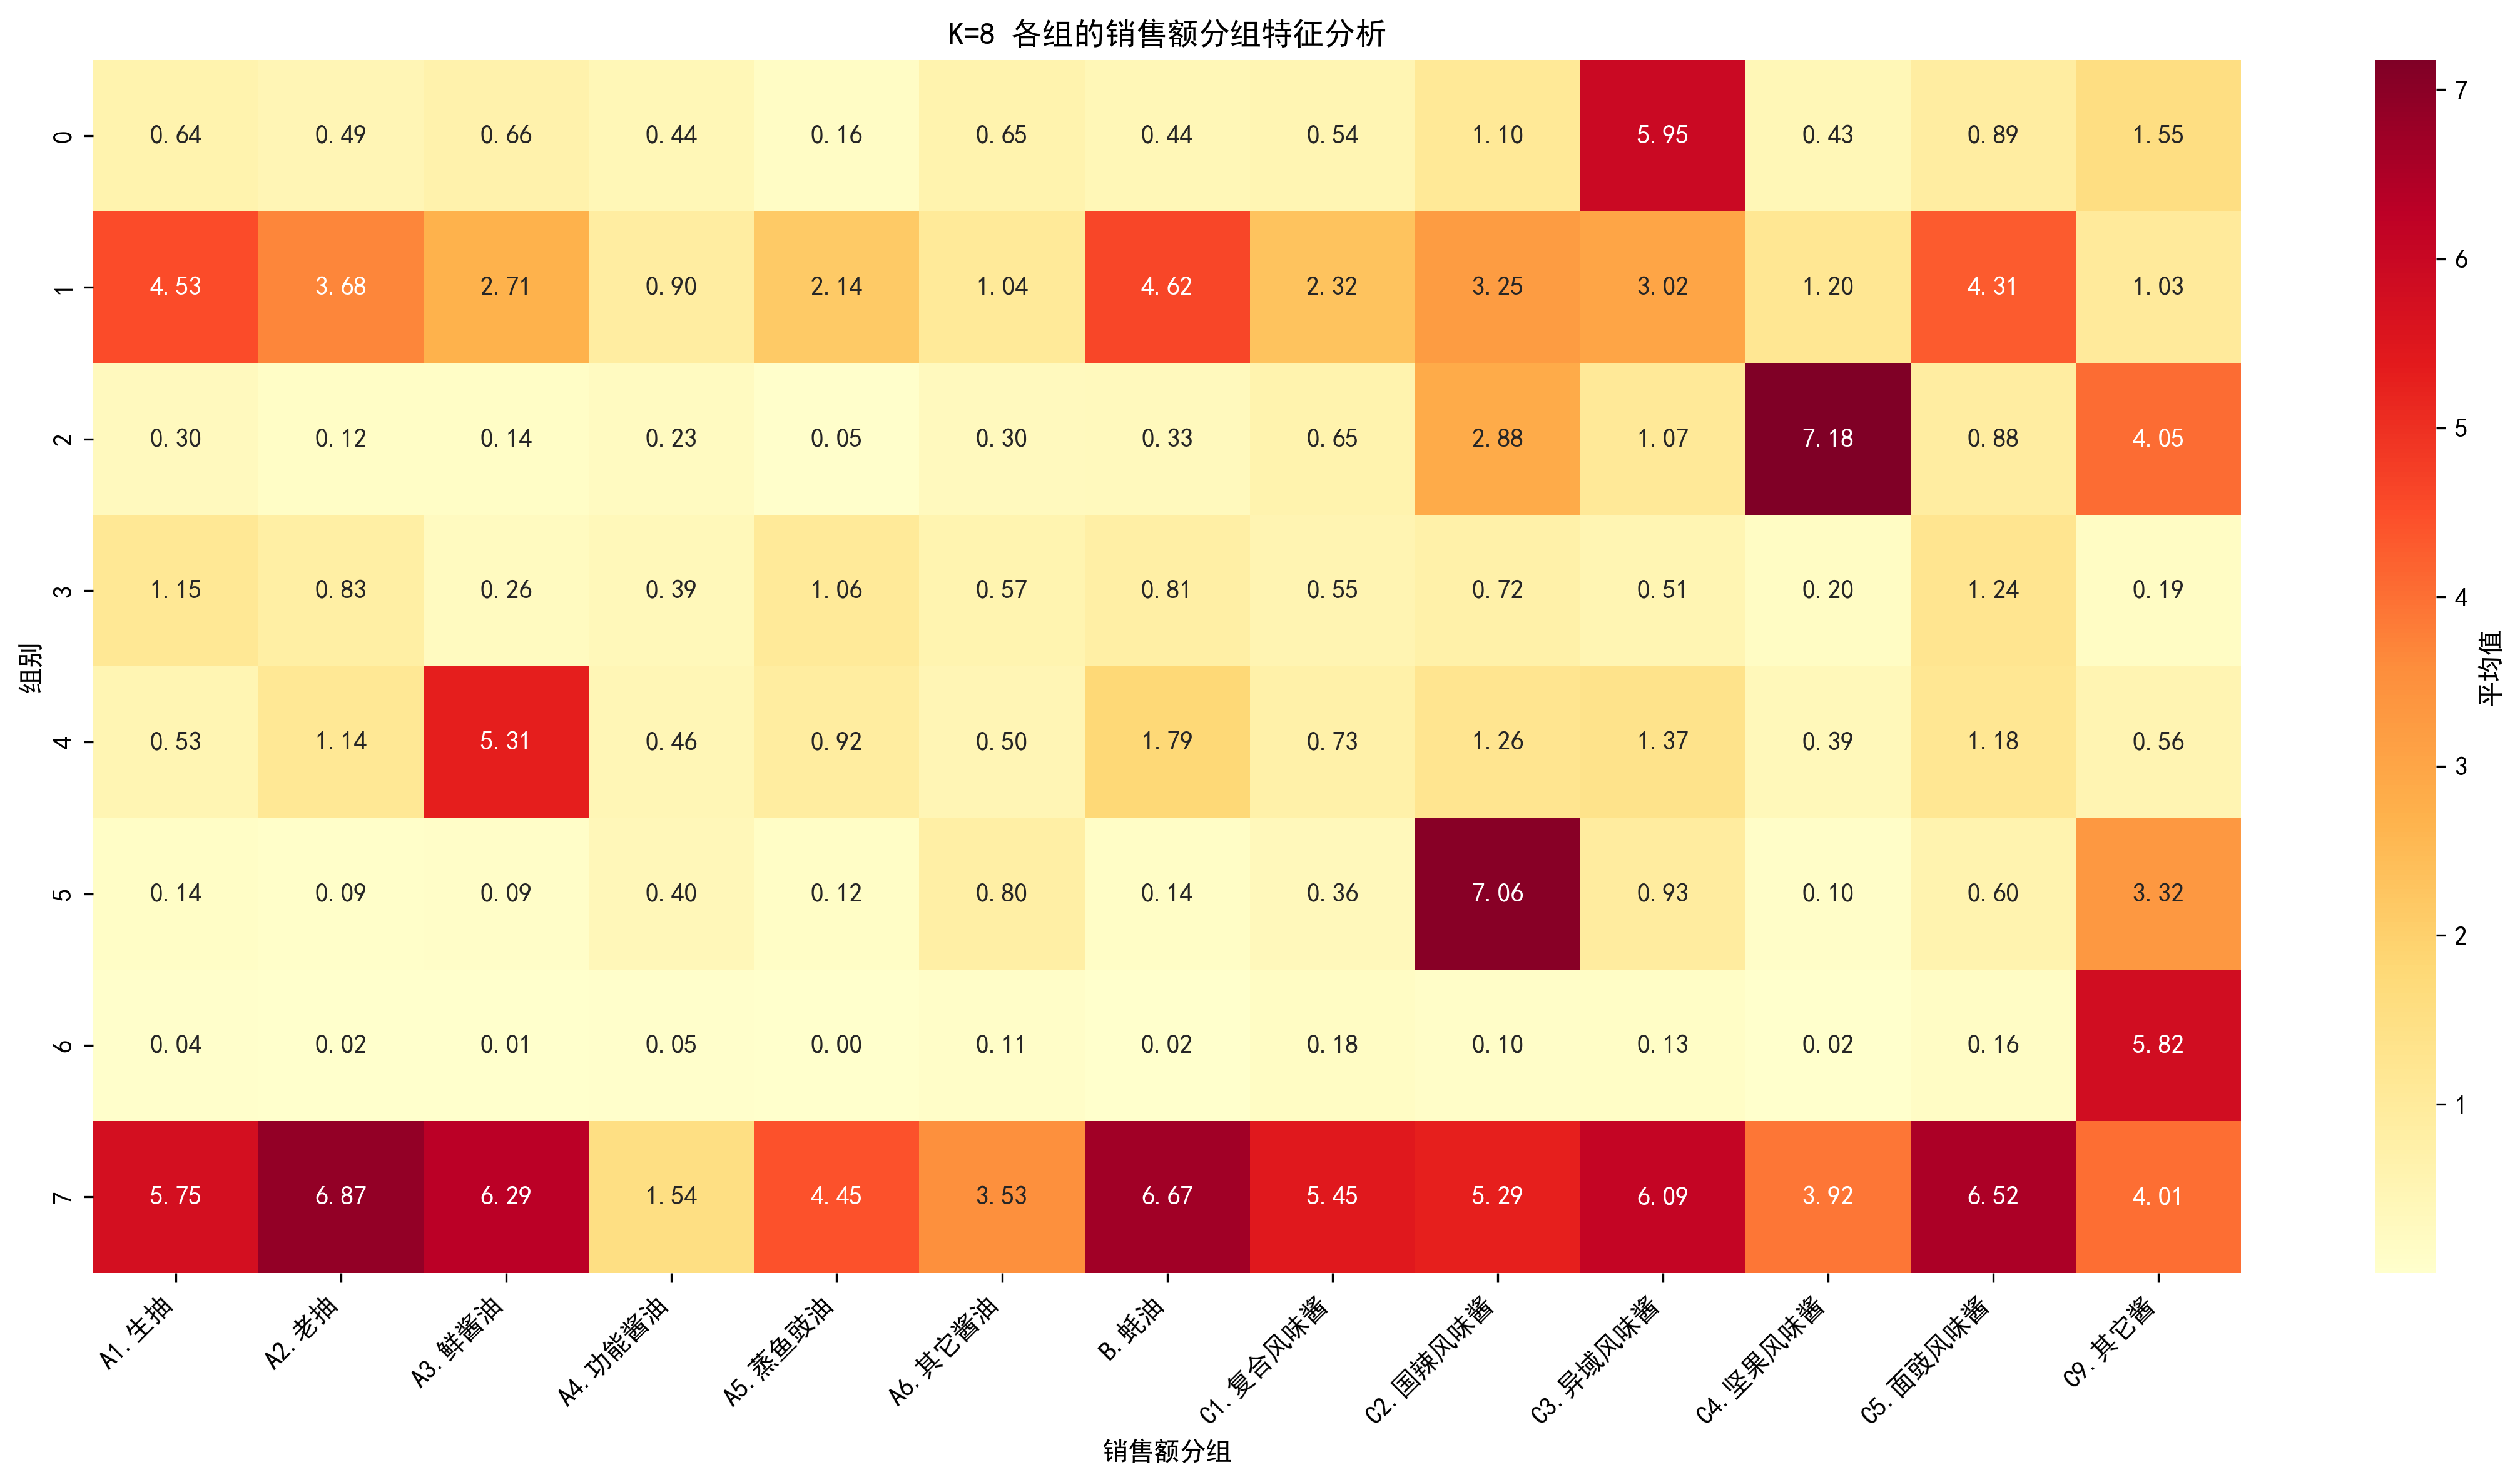 K=8 各组的销售额分组特征分析
组别
0 0.64 0.49 0.66 0.44 0.16 0.65 0.44 0.54 1.10 5.95 0.43 0.89 1.55
1 4.53 3.68 2.71 0.90 2.14 1.04 4.62 2.32 3.25 3.02 1.20 4.31 1.03
2 0.30 0.12 0.14 0.23 0.05 0.30 0.33 0.65 2.88 1.07 7.18 0.88 4.05
3 1.15 0.83 0.26 0.39 1.06 0.57 0.81 0.55 0.72 0.51 0.20 1.24 0.19
4 0.53 1.14 5.31 0.46 0.92 0.50 1.79 0.73 1.26 1.37 0.39 1.18 0.56
5 0.14 0.09 0.09 0.40 0.12 0.80 0.14 0.36 7.06 0.93 0.10 0.60 3.32
6 0.04 0.02 0.01 0.05 0.00 0.11 0.02 0.18 0.10 0.13 0.02 0.16 5.82
7 5.75 6.87 6.29 1.54 4.45 3.53 6.67 5.45 5.29 6.09 3.92 6.52 4.01
A1.生抽
A2.老抽
A3.鲜酱油
A4.功能酱油
A5.蒸鱼豉油
A6.其它酱油
B.蚝油
C1.复合风味酱
C2.国辣风味酱
C3.异域风味酱
C4.坚果风味酱
C5.面豉风味酱
C9.其它酱
销售额分组
7
6
5
4
3
2
1
平均值